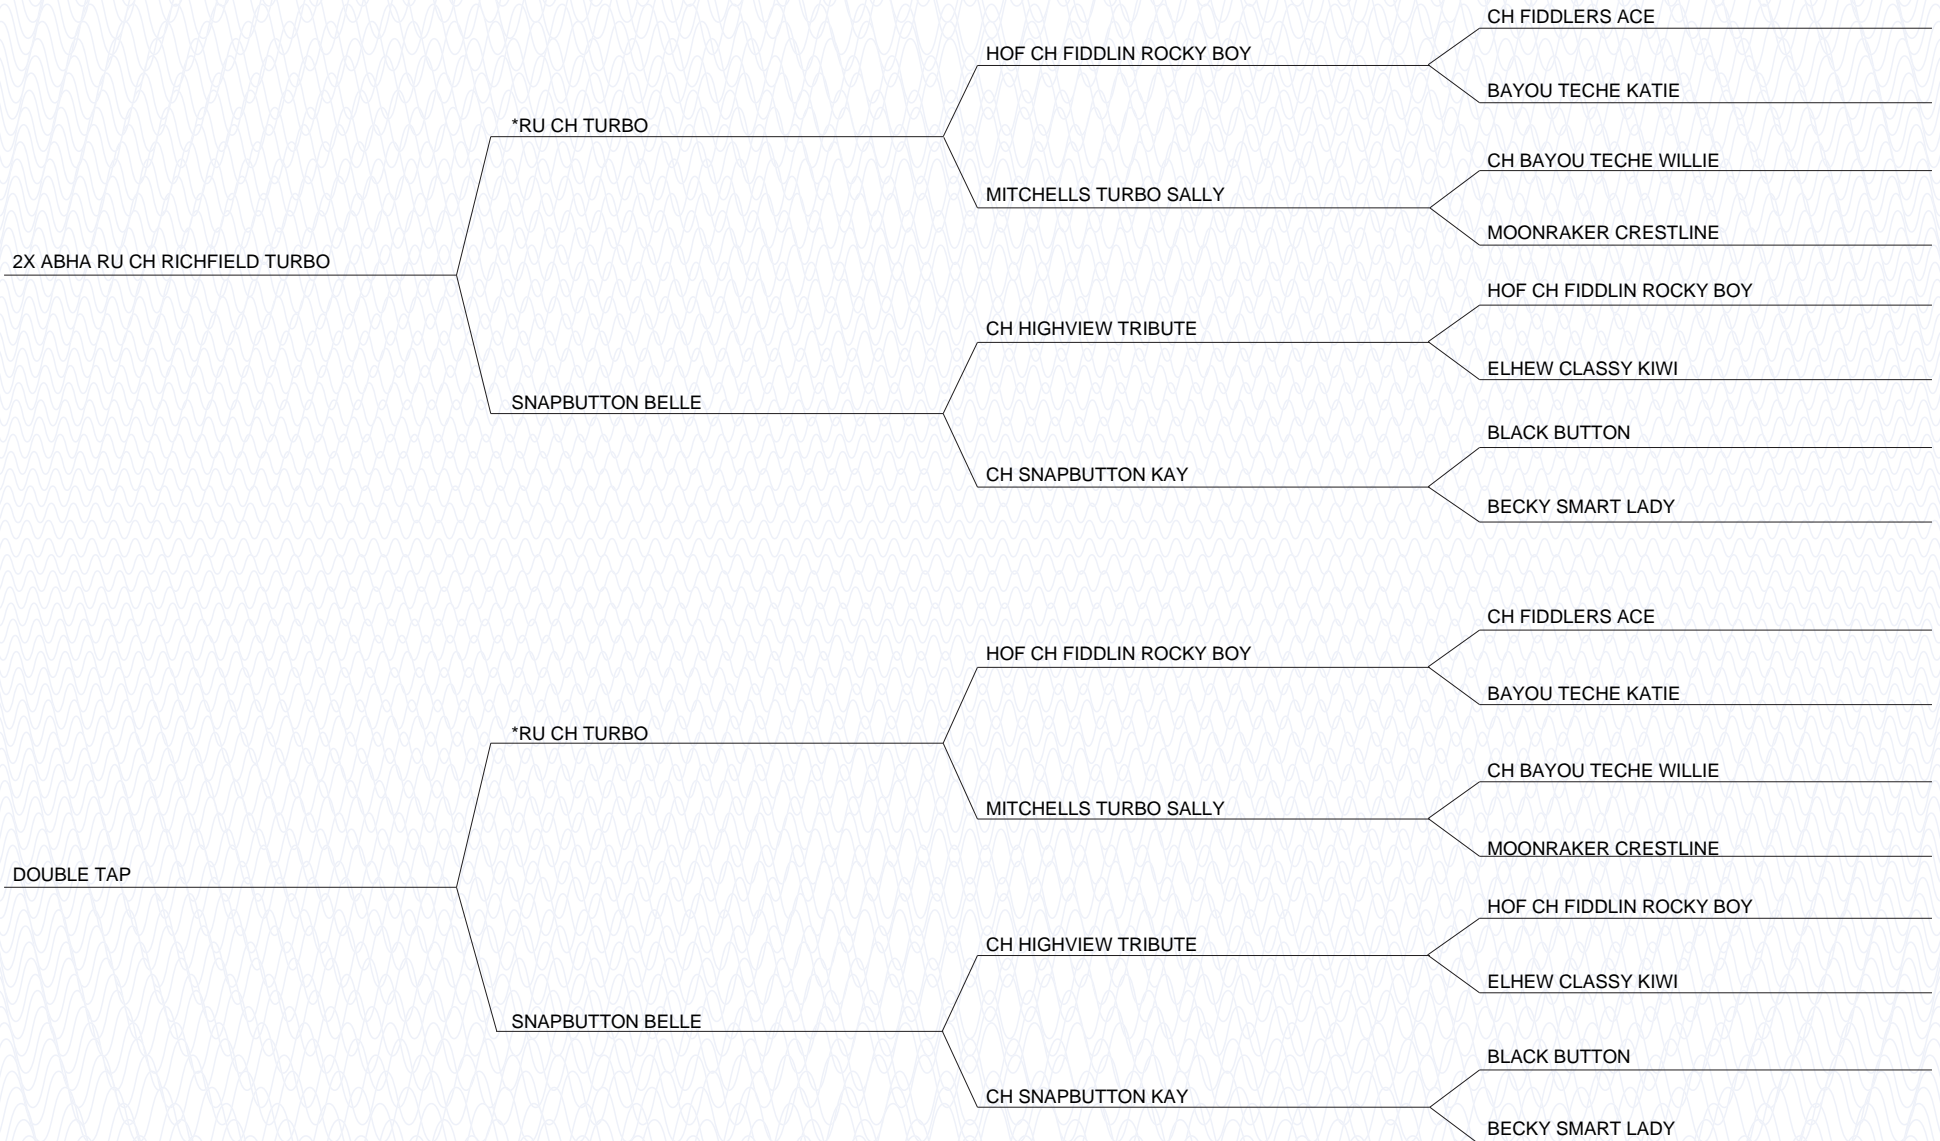 CH FIDDLERS ACE
HOF CH FIDDLIN ROCKY BOY
BAYOU TECHE KATIE
*RU CH TURBO
CH BAYOU TECHE WILLIE
MITCHELLS TURBO SALLY
MOONRAKER CRESTLINE
2X ABHA RU CH RICHFIELD TURBO
HOF CH FIDDLIN ROCKY BOY
CH HIGHVIEW TRIBUTE
ELHEW CLASSY KIWI
SNAPBUTTON BELLE
BLACK BUTTON
CH SNAPBUTTON KAY
BECKY SMART LADY
CH FIDDLERS ACE
HOF CH FIDDLIN ROCKY BOY
BAYOU TECHE KATIE
*RU CH TURBO
CH BAYOU TECHE WILLIE
MITCHELLS TURBO SALLY
MOONRAKER CRESTLINE
DOUBLE TAP
HOF CH FIDDLIN ROCKY BOY
CH HIGHVIEW TRIBUTE
ELHEW CLASSY KIWI
SNAPBUTTON BELLE
BLACK BUTTON
CH SNAPBUTTON KAY
BECKY SMART LADY